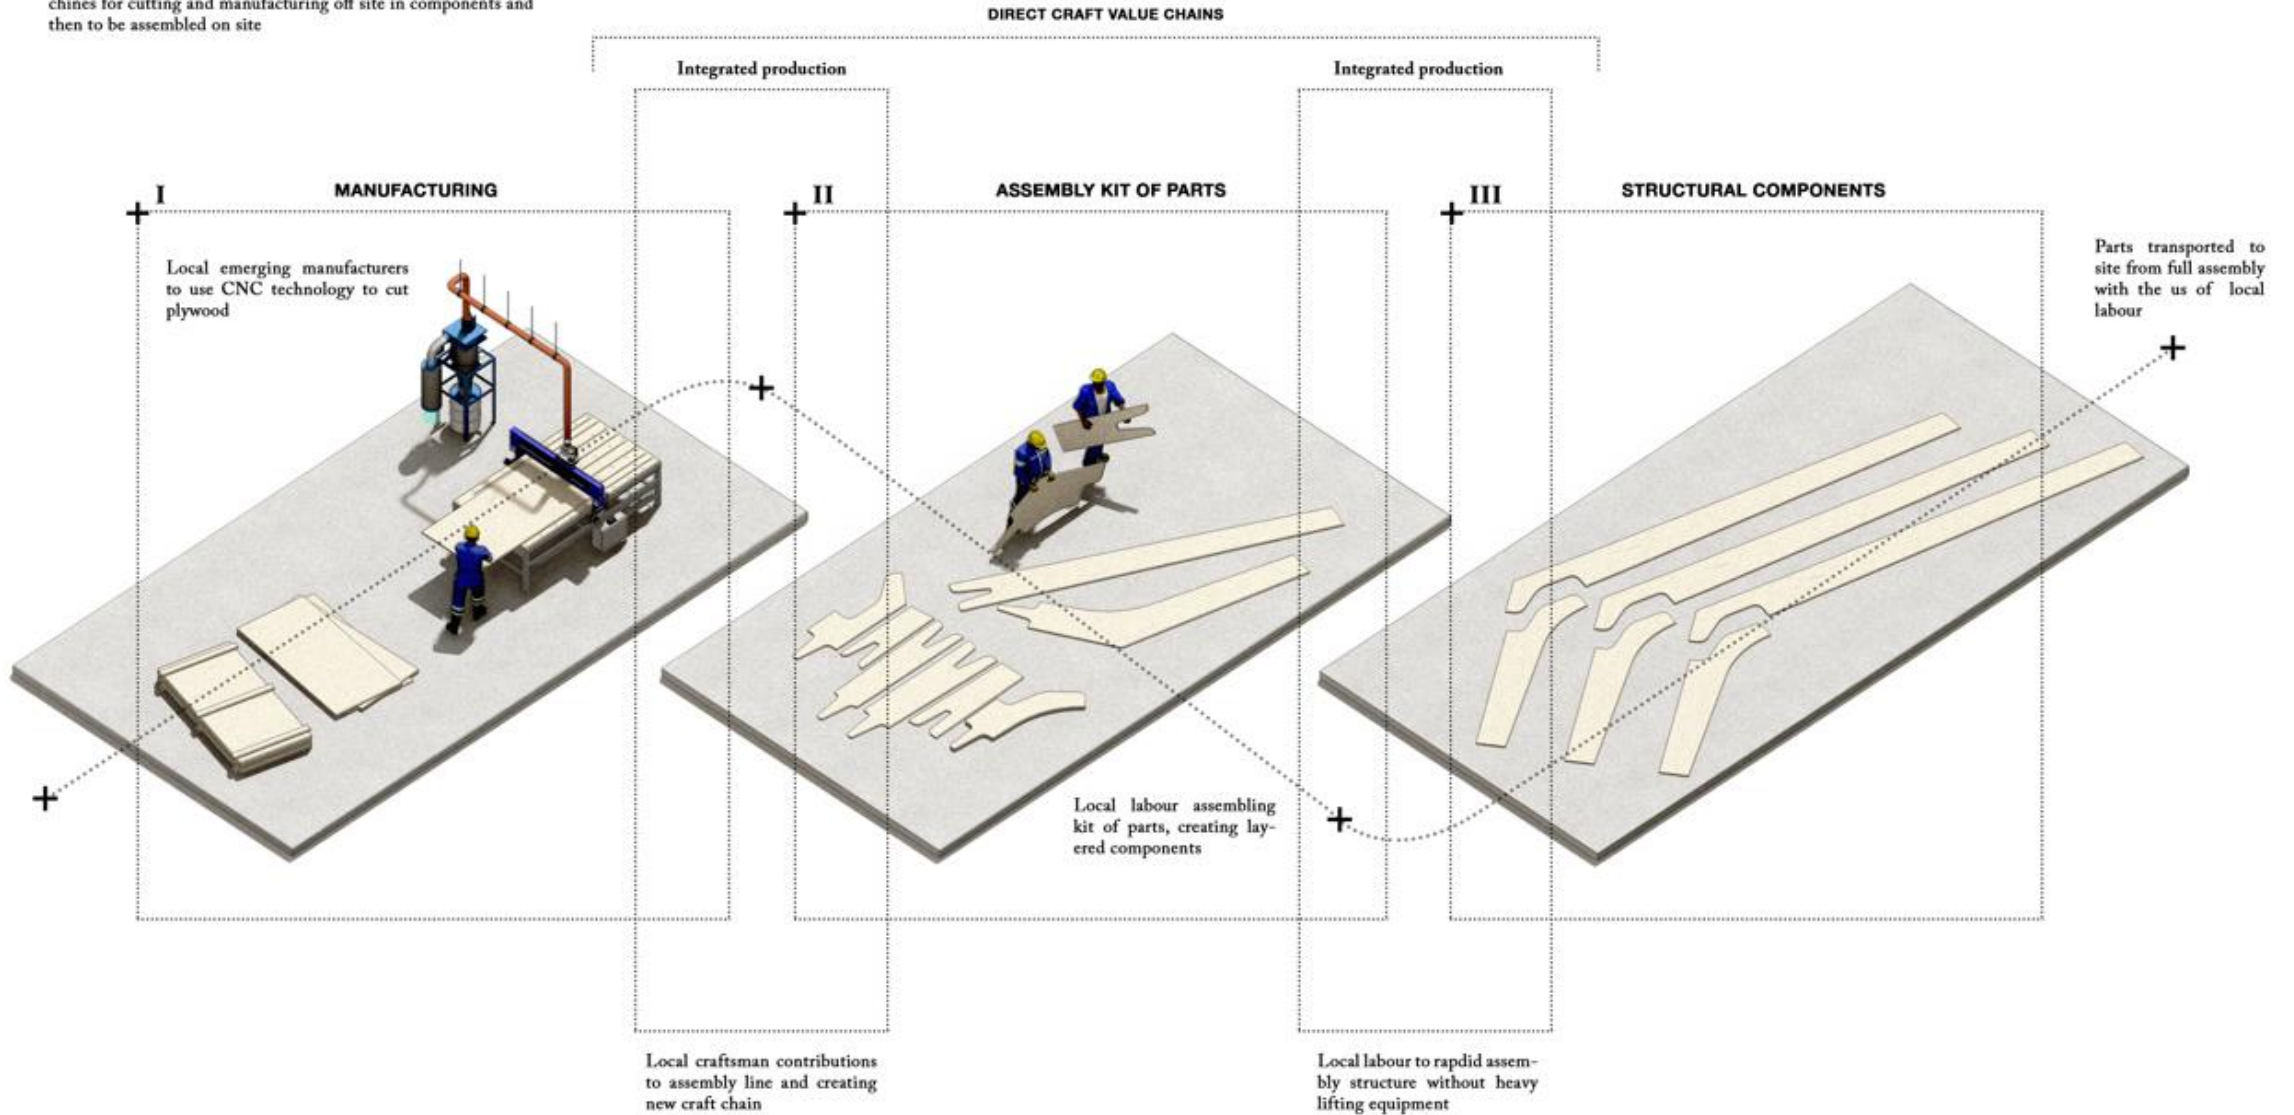 chines for cutting and manufacturing off site in components and
then to be assembled on site
DIRECT CRAFT VALUE CHAINS
Integrated production
Integrated production
I
MANUFACTURING
II
ASSEMBLY KIT OF PARTS
III
STRUCTURAL COMPONENTS
Local emerging manufacturers
to use CNC technology to cut
plywood
Parts transported to
site from full assembly
with the us of local
labour
Local labour assembling
kit of parts, creating lay-
ered components
Local craftsman contributions
to assembly line and creating
new craft chain
Local labour to rapdid assem-
bly structure without heavy
lifting equipment